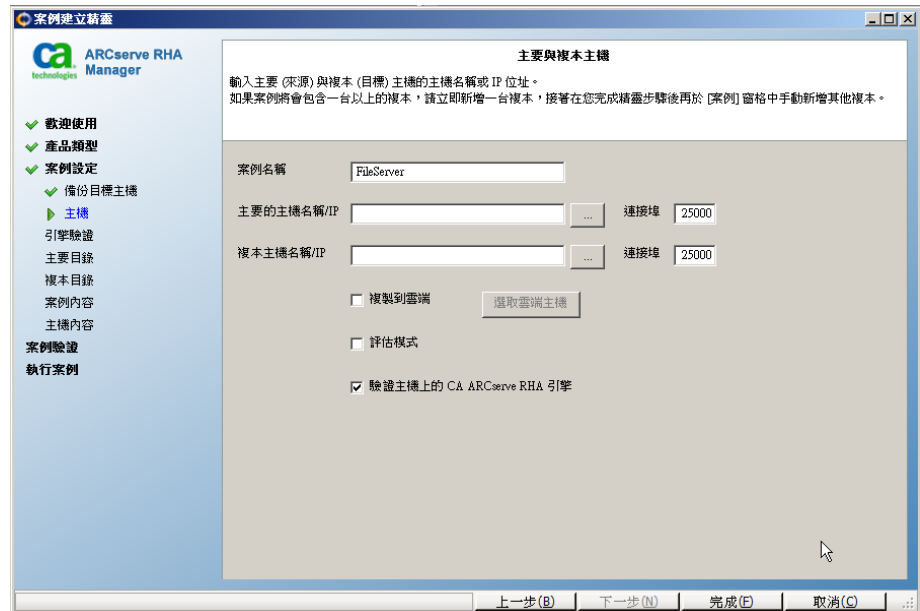 案例建立精靈
ca
technologies
ARCserve RHA
Manager
歡迎使用
產品類型
案例設定
備份目標主機
主機
引擎驗證
主要目錄
複本目錄
案例內容
主機內容
案例驗證
執行案例
主要與複本主機
輸入主要 (來源) 與複本 (目標) 主機的主機名稱或 IP 位址。
如果案例將會包含一台以上的複本，請立即新增一台複本，接著在您完成精靈步驟後再於 [案例] 窗格中手動新增其他複本。
案例名稱 FileServer
主要的主機名稱/IP ... 連接埠 25000
複本主機名稱/IP ... 連接埠 25000
複製到雲端 選取雲端主機
評估模式
驗證主機上的 CA ARCserve RHA 引擎
上一步(B) 下一步(N) 完成(F) 取消(C)